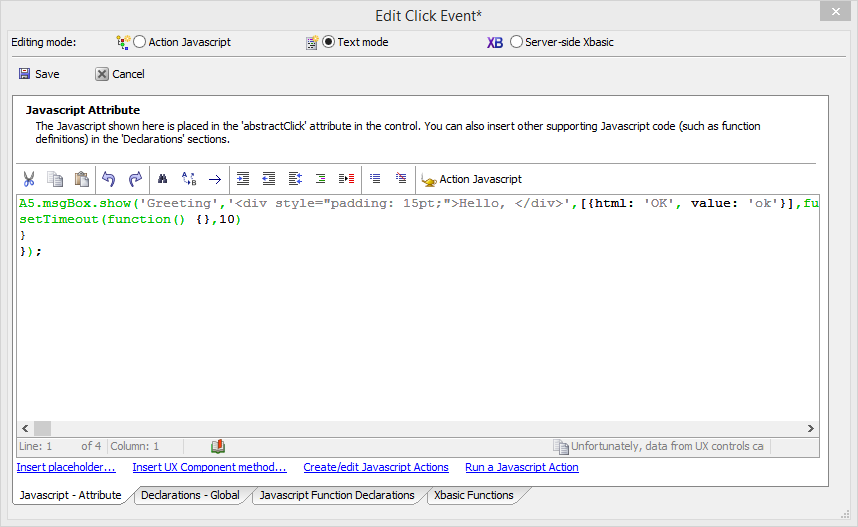 Edit Click Event*
Editing mode: Action Javascript Text mode XB Server-side Xbasic
Save Cancel
Javascript Attribute
The Javascript shown here is placed in the 'abstractClick' attribute in the control. You can also insert other supporting Javascript code (such as function
definitions) in the 'Declarations' sections.
Action Javascript
A5.msgBox.show('Greeting','<div style="padding: 15pt;">Hello, </div>',[{html: 'OK', value: 'ok'}],fu
setTimeout(function() {},10)
}
});
Line: 1 of 4 Column: 1 Unfortunately, data from UX controls ca
Insert placeholder... Insert UX Component method... Create/edit Javascript Actions Run a Javascript Action
Javascript - Attribute Declarations - Global Javascript Function Declarations Xbasic Functions